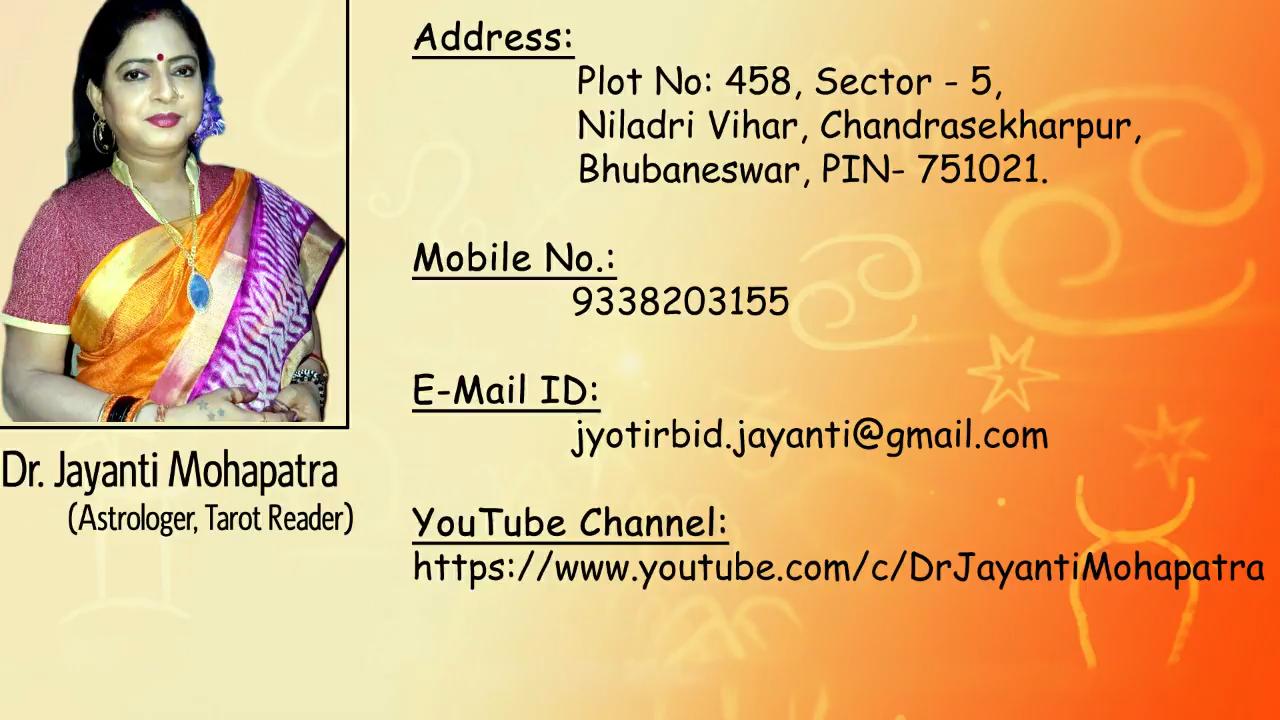 Address:
Plot No: 458, Sector - 5,
Niladri Vihar, Chandrasekharpur,
Bhubaneswar, PIN- 751021.
Mobile No.:
9338203155
E-Mail ID:
jyotirbid.jayanti@gmail.com
YouTube Channel:
https://www.youtube.com/c/DrJayantiMohapatra
Dr. Jayanti Mohapatra
(Astrologer, Tarot Reader)